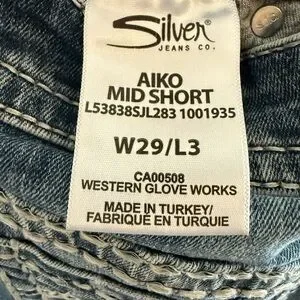 Silver
JEANS CO.
AIKO
MID SHORT
L53838SJL283 1001935
W29/L3
CA00508
WESTERN GLOVE WORKS
MADE IN TURKEY/
FABRIQUÉ EN TURQUIE